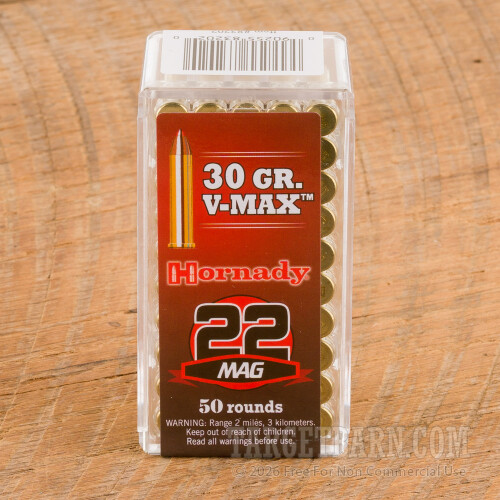 30 GR.
V-MAX™
Hornady
22
MAG
50 rounds
WARNING: Range 2 miles, 3 kilometers.
Keep out of reach of children.
Read all warnings before use.
TARGETBARN.COM
© 2026 Free For Non Commercial Use